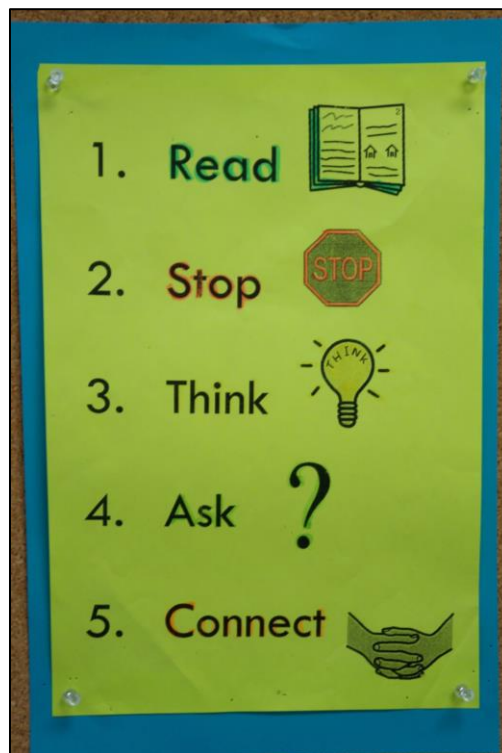 1. Read
2. Stop STOP
3. Think THINK
4. Ask ?
5. Connect